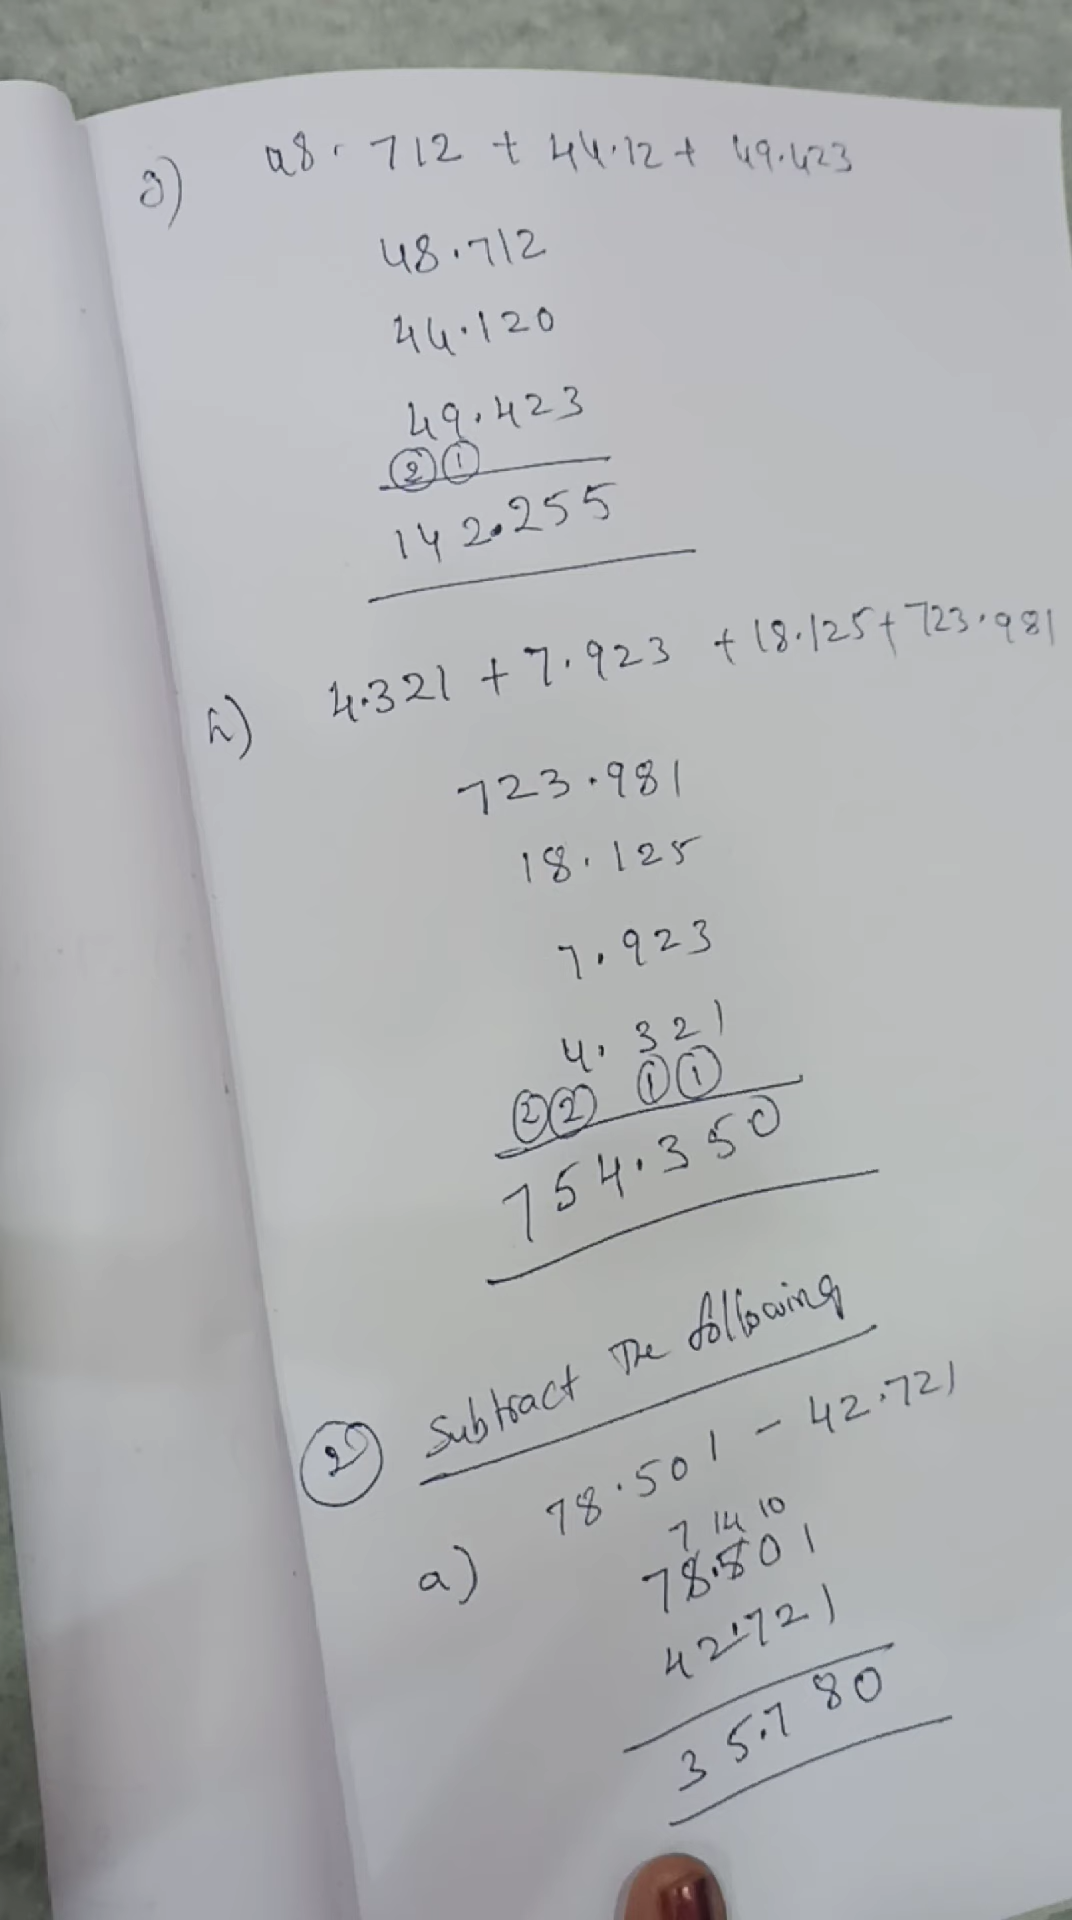 g) 48.712 + 44.12 + 49.423
48.712
44.120
49.423
2 1
142.255
h) 4.321 + 7.923 + 18.125 + 723.981
723.981
18.125
7.923
4.321
2 2 1 1
754.350
2 Subtract The following
a) 78.501 - 42.721
7 14 10
78.501
42.721
35.780